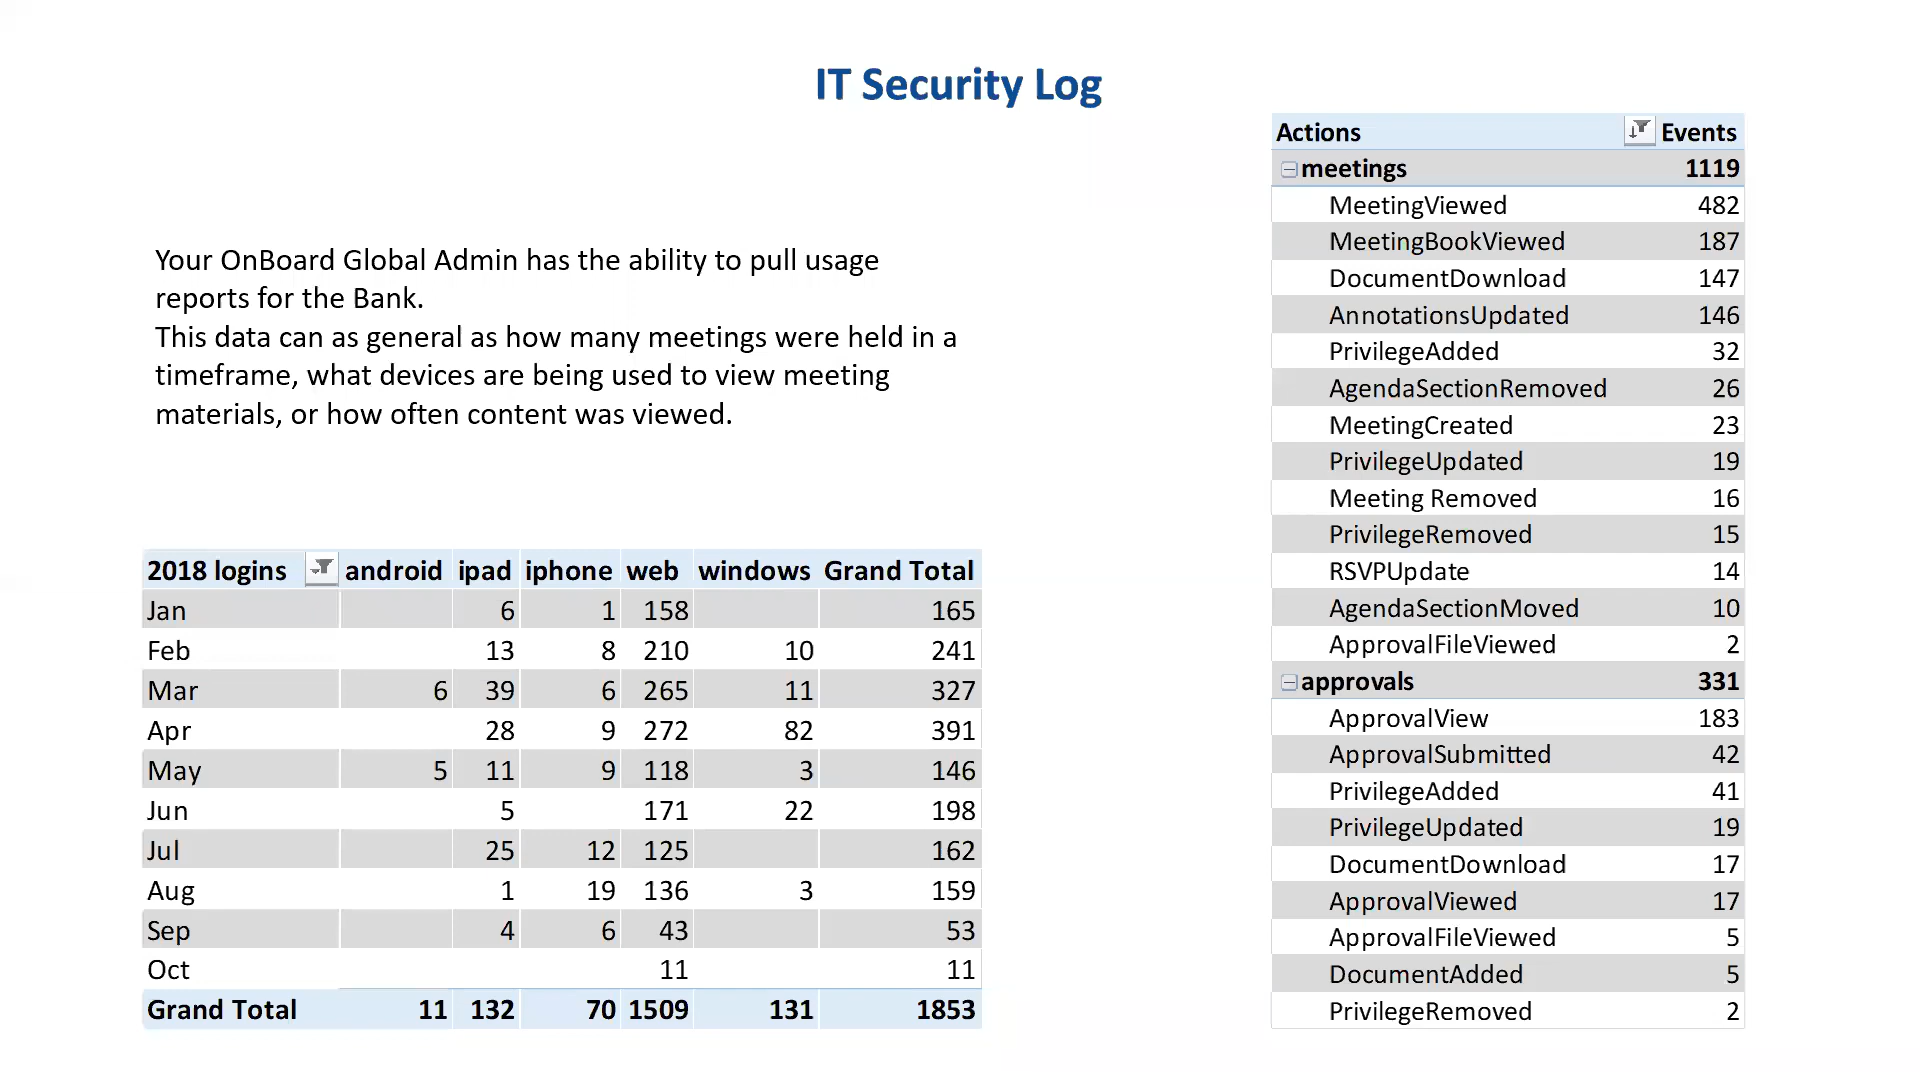 IT Security Log
Your OnBoard Global Admin has the ability to pull usage
reports for the Bank.
This data can as general as how many meetings were held in a
timeframe, what devices are being used to view meeting
materials, or how often content was viewed.
2018 logins android ipad iphone web windows Grand Total
Jan 6 1 158 165
Feb 13 8 210 10 241
Mar 6 39 6 265 11 327
Apr 28 9 272 82 391
May 5 11 9 118 3 146
Jun 5 171 22 198
Jul 25 12 125 162
Aug 1 19 136 3 159
Sep 4 6 43 53
Oct 11 11
Grand Total 11 132 70 1509 131 1853
Actions Events
meetings 1119
MeetingViewed 482
MeetingBookViewed 187
DocumentDownload 147
AnnotationsUpdated 146
PrivilegeAdded 32
AgendaSectionRemoved 26
MeetingCreated 23
PrivilegeUpdated 19
Meeting Removed 16
PrivilegeRemoved 15
RSVPUpdate 14
AgendaSectionMoved 10
ApprovalFileViewed 2
approvals 331
ApprovalView 183
ApprovalSubmitted 42
PrivilegeAdded 41
PrivilegeUpdated 19
DocumentDownload 17
ApprovalViewed 17
ApprovalFileViewed 5
DocumentAdded 5
PrivilegeRemoved 2